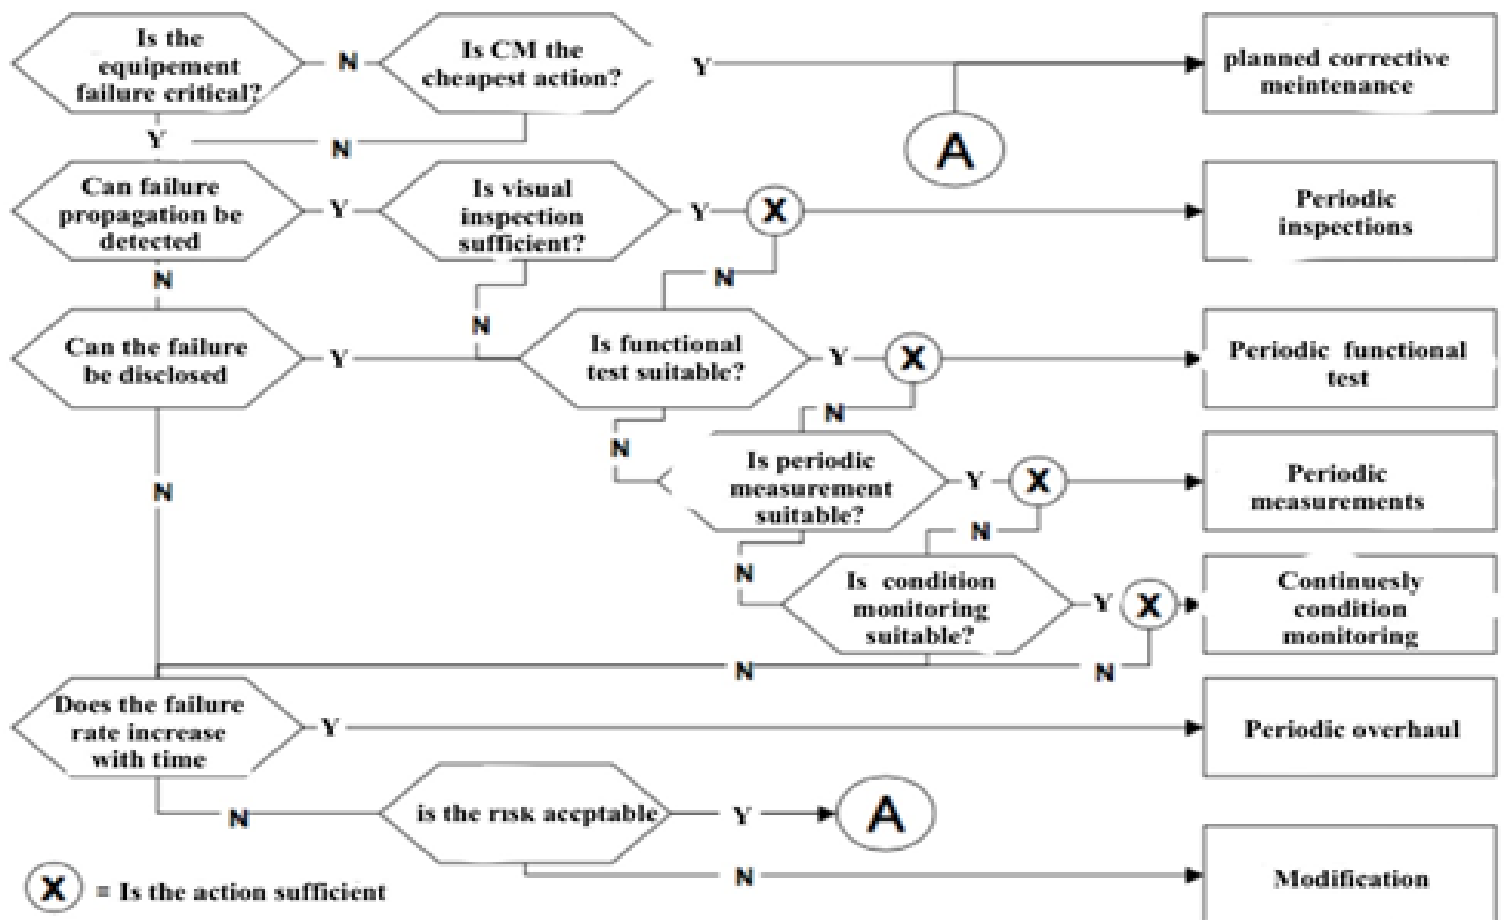 Is the
equipement
failure critical?
N
Is CM the
cheapest action?
Y
planned corrective
meintenance
Y
N
A
Can failure
propagation be
detected
Y
Is visual
inspection
sufficient?
Y
X
Periodic
inspections
N
N
N
Can the failure
be disclosed
Y
Is functional
test suitable?
Y
X
Periodic functional
test
N
N
N
Is periodic
measurement
suitable?
Y
X
Periodic
measurements
N
N
Is condition
monitoring
suitable?
Y
X
Continuesly
condition
monitoring
N
N
Does the failure
rate increase
with time
Y
Periodic overhaul
N
is the risk accptable
Y
A
N
Modification
X = Is the action sufficient